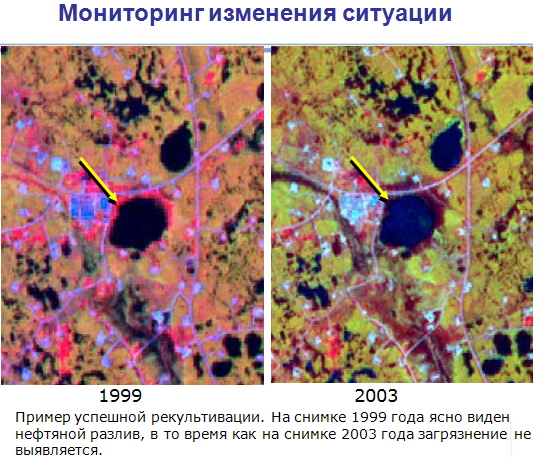 Мониторинг изменения ситуации
1999
2003
Пример успешной рекультивации. На снимке 1999 года ясно виден
нефтяной разлив, в то время как на снимке 2003 года загрязнение не
выявляется.